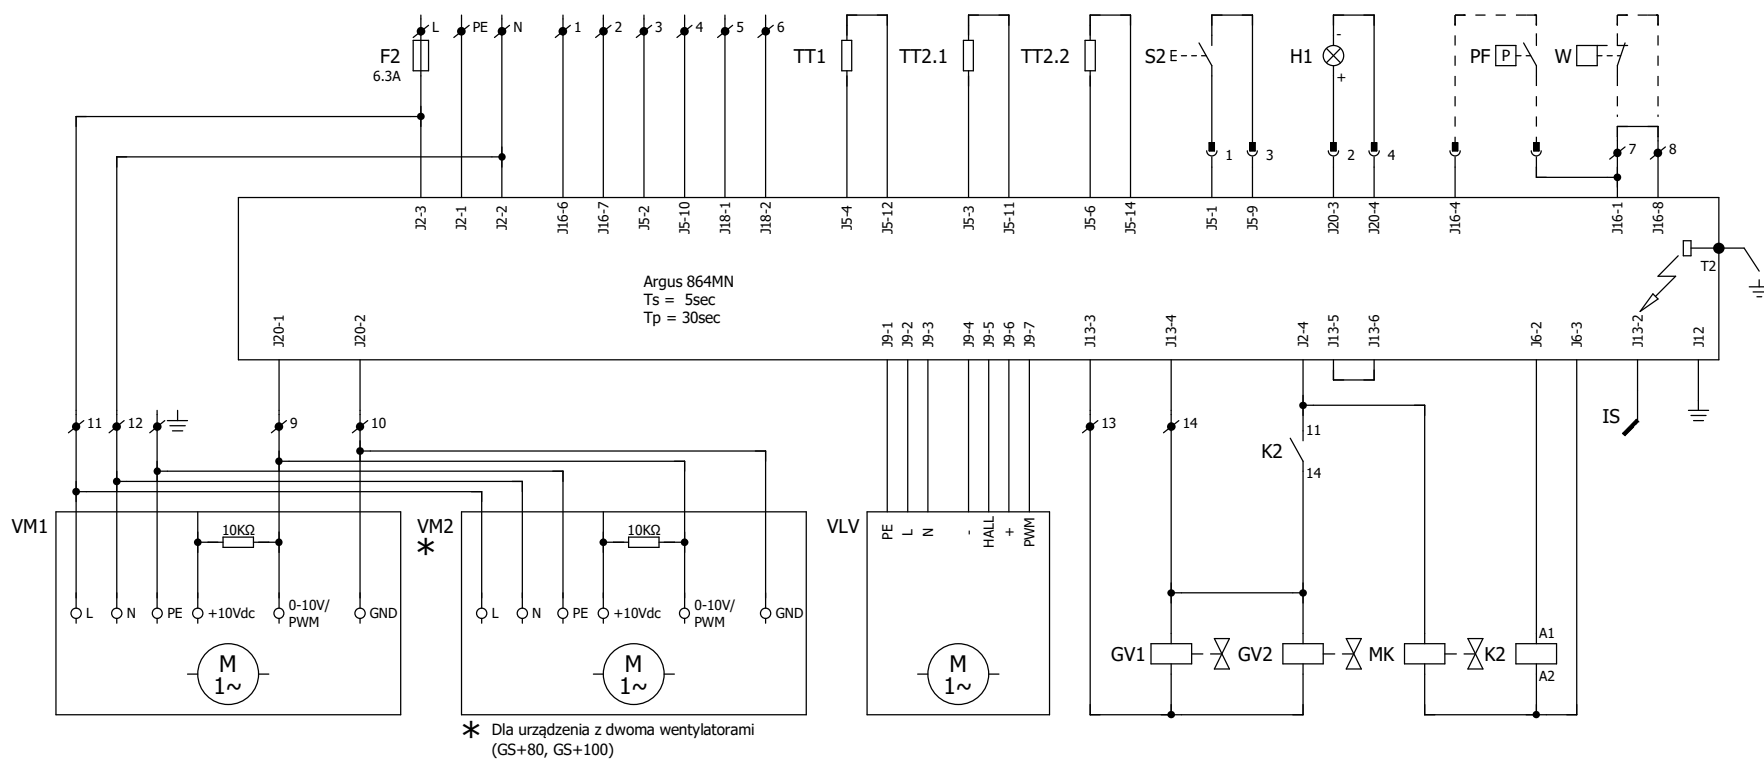 L PE N 1 2 3 4 5 6
F2
6.3A
TT1 TT2.1 TT2.2 S2 E H1 - + PF P W
1 3 2 4 7 8
J2-3 J2-1 J2-2 J16-6 J16-7 J5-2 J5-10 J18-1 J18-2 J5-4 J5-12 J5-3 J5-11 J5-6 J5-14 J5-1 J5-9 J20-3 J20-4 J16-4 J16-1 J16-8
T2
Argus 864MN
Ts = 5sec
Tp = 30sec
J20-1 J20-2 J9-1 J9-2 J9-3 J9-4 J9-5 J9-6 J9-7 J13-3 J13-4 J2-4 J13-5 J13-6 J6-2 J6-3 J13-2 J12
11 12 9 10 13 14
K2 11
14
IS
VM1 10KΩ
VM2 10KΩ
*
VLV PE L N - HALL + PWM
L N PE +10Vdc 0-10V/
PWM
GND
L N PE +10Vdc 0-10V/
PWM
GND
GV1 GV2 MK K2 A1
A2
M
1~
M
1~
M
1~
* Dla urządzenia z dwoma wentylatorami
(GS+80, GS+100)